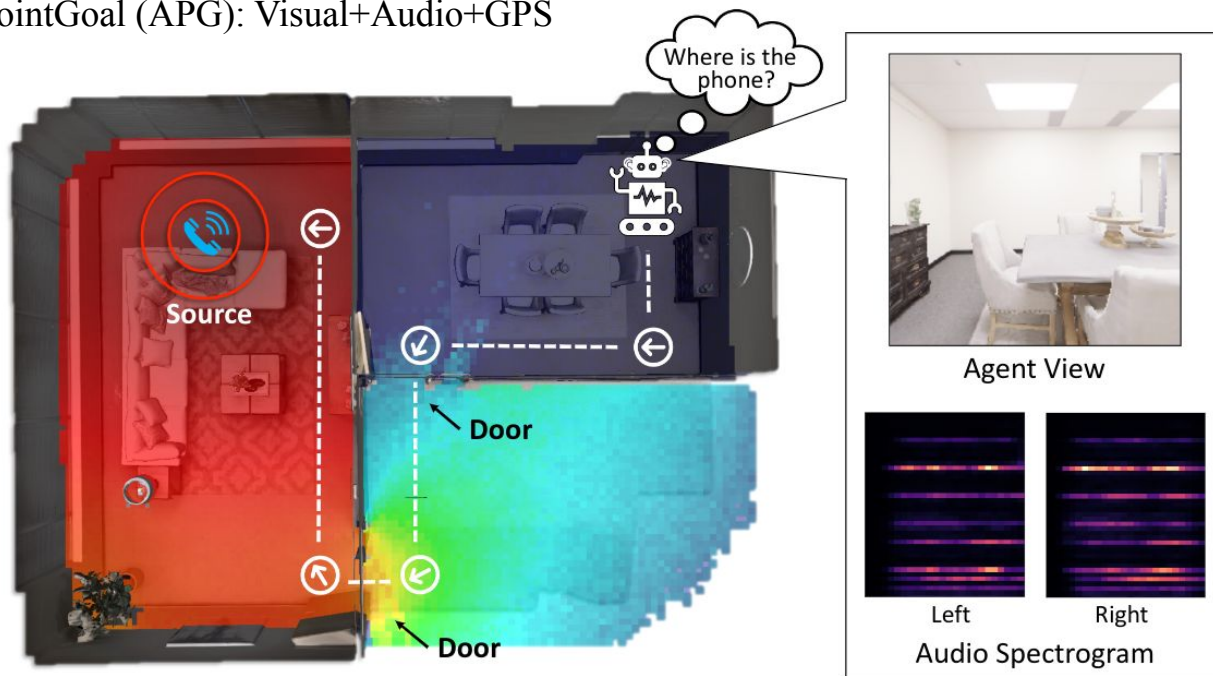 ointGoal (APG): Visual+Audio+GPS
Where is the
phone?
Source
Door
Door
Agent View
Left
Right
Audio Spectrogram